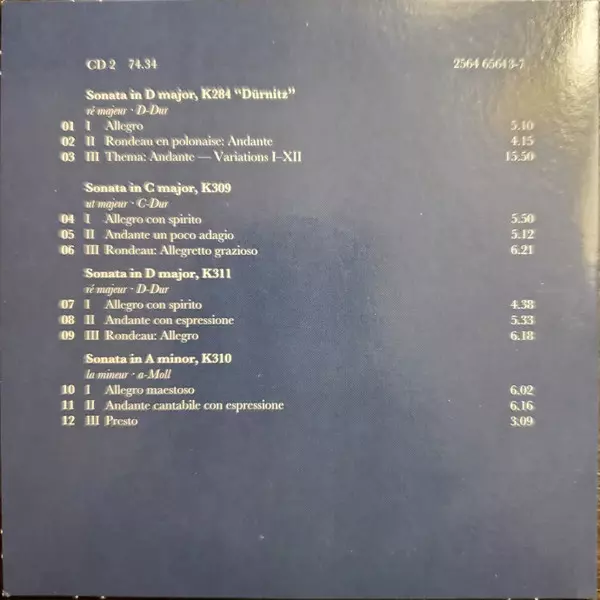 CD 2 74.34 2564 65643-7
Sonata in D major, K284 “Dürnitz”
ré majeur · D-Dur
01 I Allegro 5.10
02 II Rondeau en polonaise: Andante 4.15
03 III Thema: Andante — Variations I–XII 15.50
Sonata in C major, K309
ut majeur · C-Dur
04 I Allegro con spirito 5.50
05 II Andante un poco adagio 5.12
06 III Rondeau: Allegretto grazioso 6.21
Sonata in D major, K311
ré majeur · D-Dur
07 I Allegro con spirito 4.38
08 II Andante con espressione 5.33
09 III Rondeau: Allegro 6.18
Sonata in A minor, K310
la mineur · a-Moll
10 I Allegro maestoso 6.02
11 II Andante cantabile con espressione 6.16
12 III Presto 3.09